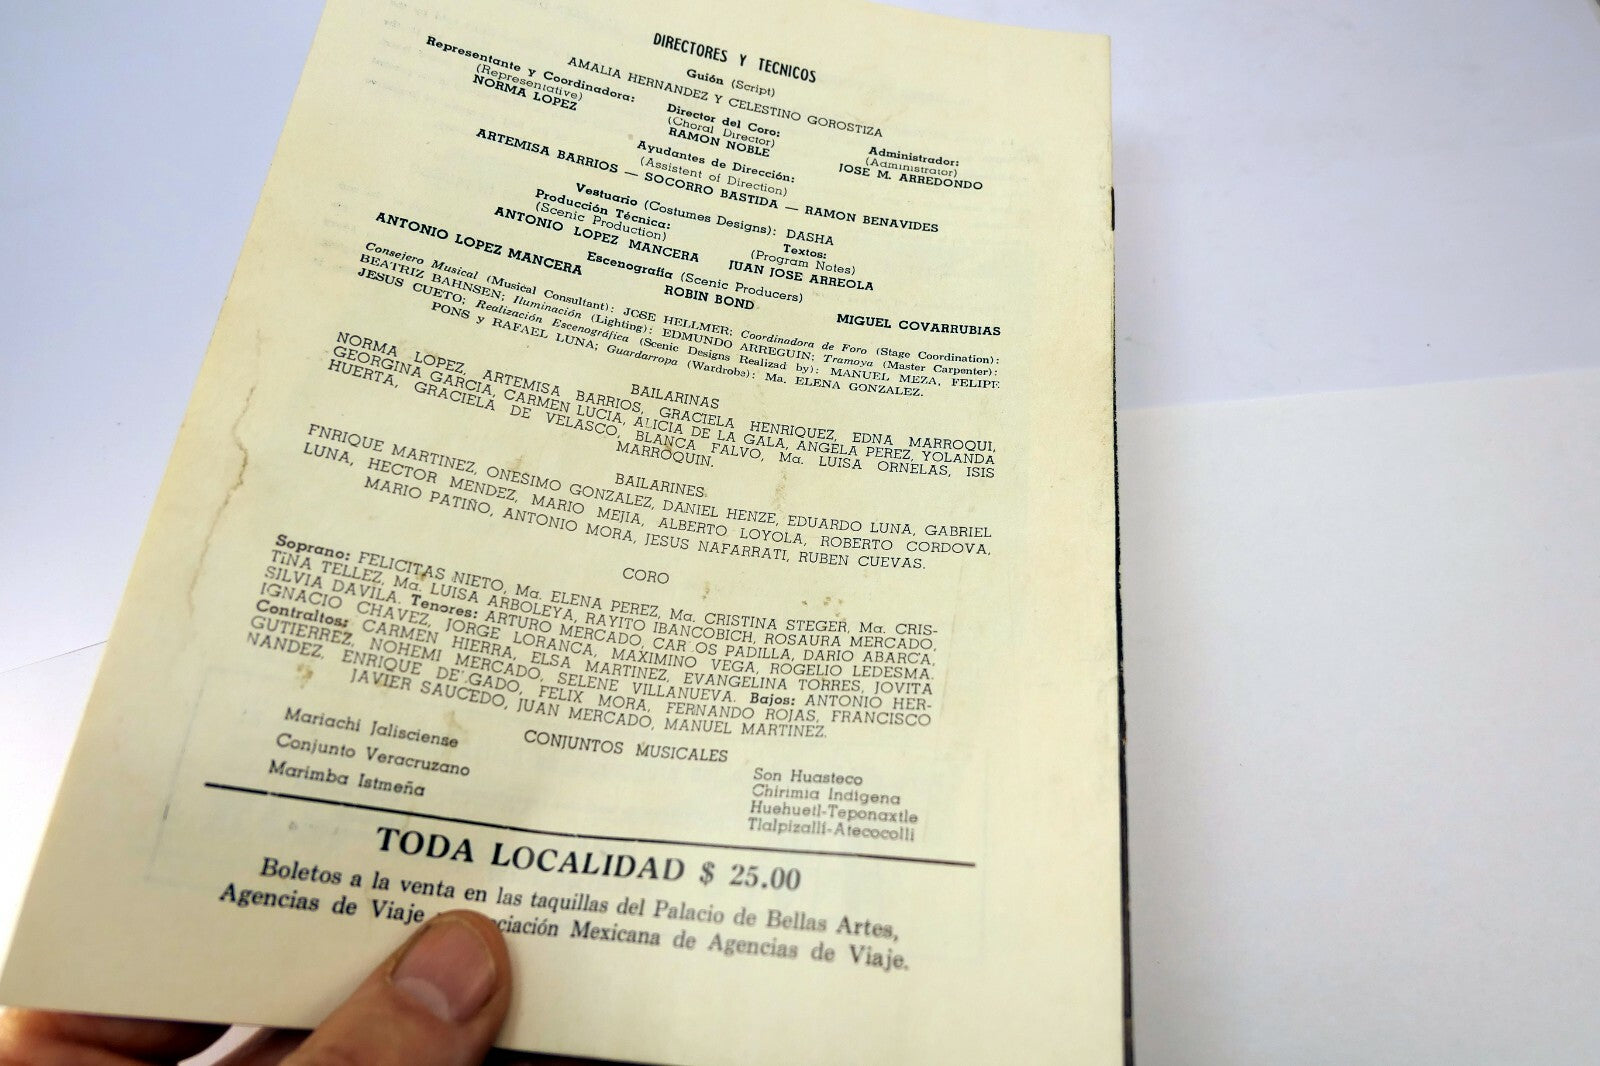 DIRECTORES Y TECNICOS
Guión (Script)
AMALIA HERNANDEZ Y CELESTINO GOROSTIZA
Representante y Coordinadora:
(Representative)
NORMA LOPEZ
Director del Coro:
(Choral Director)
RAMON NOBLE
Administrador:
(Administrator)
JOSE M. ARREDONDO
Ayudantes de Dirección:
(Assistent of Direction)
ARTEMISA BARRIOS — SOCORRO BASTIDA — RAMON BENAVIDES
Vestuario (Costumes Designs): DASHA
Producción Técnica:
(Scenic Production)
ANTONIO LOPEZ MANCERA
Textos:
(Program Notes)
JUAN JOSE ARREOLA
Escenografía (Scenic Producers)
ANTONIO LOPEZ MANCERA
ROBIN BOND
MIGUEL COVARRUBIAS
Consejero Musical (Musical Consultant): JOSE HELLMER; Coordinadora de Foro (Stage Coordination):
BEATRIZ BAHNSEN; Iluminación (Lighting): EDMUNDO ARREGUIN; Tramoya (Master Carpenter):
JESUS CUETO; Realización Escenográfica (Scenic Designs Realizad by): MANUEL MEZA, FELIPE
PONS y RAFAEL LUNA; Guardarropa (Wardrobe): Ma. ELENA GONZALEZ.
BAILARINAS
NORMA LOPEZ, ARTEMISA BARRIOS, GRACIELA HENRIQUEZ, EDNA MARROQUI,
GEORGINA GARCIA, CARMEN LUCIA, ALICIA DE LA GALA, ANGELA PEREZ, YOLANDA
HUERTA, GRACIELA DE VELASCO, BLANCA FALVO, Ma. LUISA ORNELAS, ISIS
MARROQUIN.
BAILARINES
ENRIQUE MARTINEZ, ONESIMO GONZALEZ, DANIEL HENZE, EDUARDO LUNA, GABRIEL
LUNA, HECTOR MENDEZ, MARIO MEJIA, ALBERTO LOYOLA, ROBERTO CORDOVA,
MARIO PATIÑO, ANTONIO MORA, JESUS NAFARRATI, RUBEN CUEVAS.
CORO
Soprano: FELICITAS NIETO, Ma. ELENA PEREZ, Ma. CRISTINA STEGER, Ma. CRIS-
TINA TELLEZ, Ma. LUISA ARBOLEYA, RAYITO IBANCOBICH, ROSAURA MERCADO,
SILVIA DAVILA. Tenores: ARTURO MERCADO, CARLOS PADILLA, DARIO ABARCA,
IGNACIO CHAVEZ, JORGE LORANCA, MAXIMINO VEGA, ROGELIO LEDESMA.
Contraltos: CARMEN HIERRA, ELSA MARTINEZ, EVANGELINA TORRES, JOVITA
GUTIERREZ, NOHEMI MERCADO, SELENE VILLANUEVA. Bajos: ANTONIO HER-
NANDEZ, ENRIQUE DELGADO, FELIX MORA, FERNANDO ROJAS, FRANCISCO
JAVIER SAUCEDO, JUAN MERCADO, MANUEL MARTINEZ.
CONJUNTOS MUSICALES
Mariachi Jalisciense
Conjunto Veracruzano
Marimba Istmeña
Son Huasteco
Chirimia Indigena
Huehuetl-Teponaxtle
Tlalpizalli-Atecocolli
TODA LOCALIDAD $ 25.00
Boletos a la venta en las taquillas del Palacio de Bellas Artes,
Agencias de Viaje Mexicana de Agencias de Viaje.